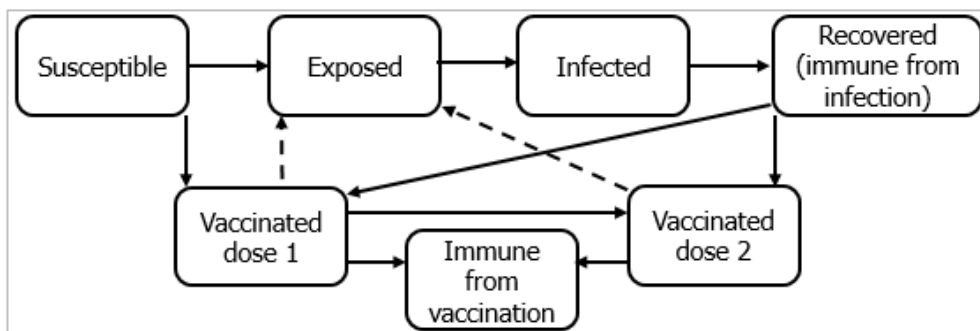 Susceptible
Exposed
Infected
Recovered
(immune from
infection)
Vaccinated
dose 1
Immune
from
vaccination
Vaccinated
dose 2